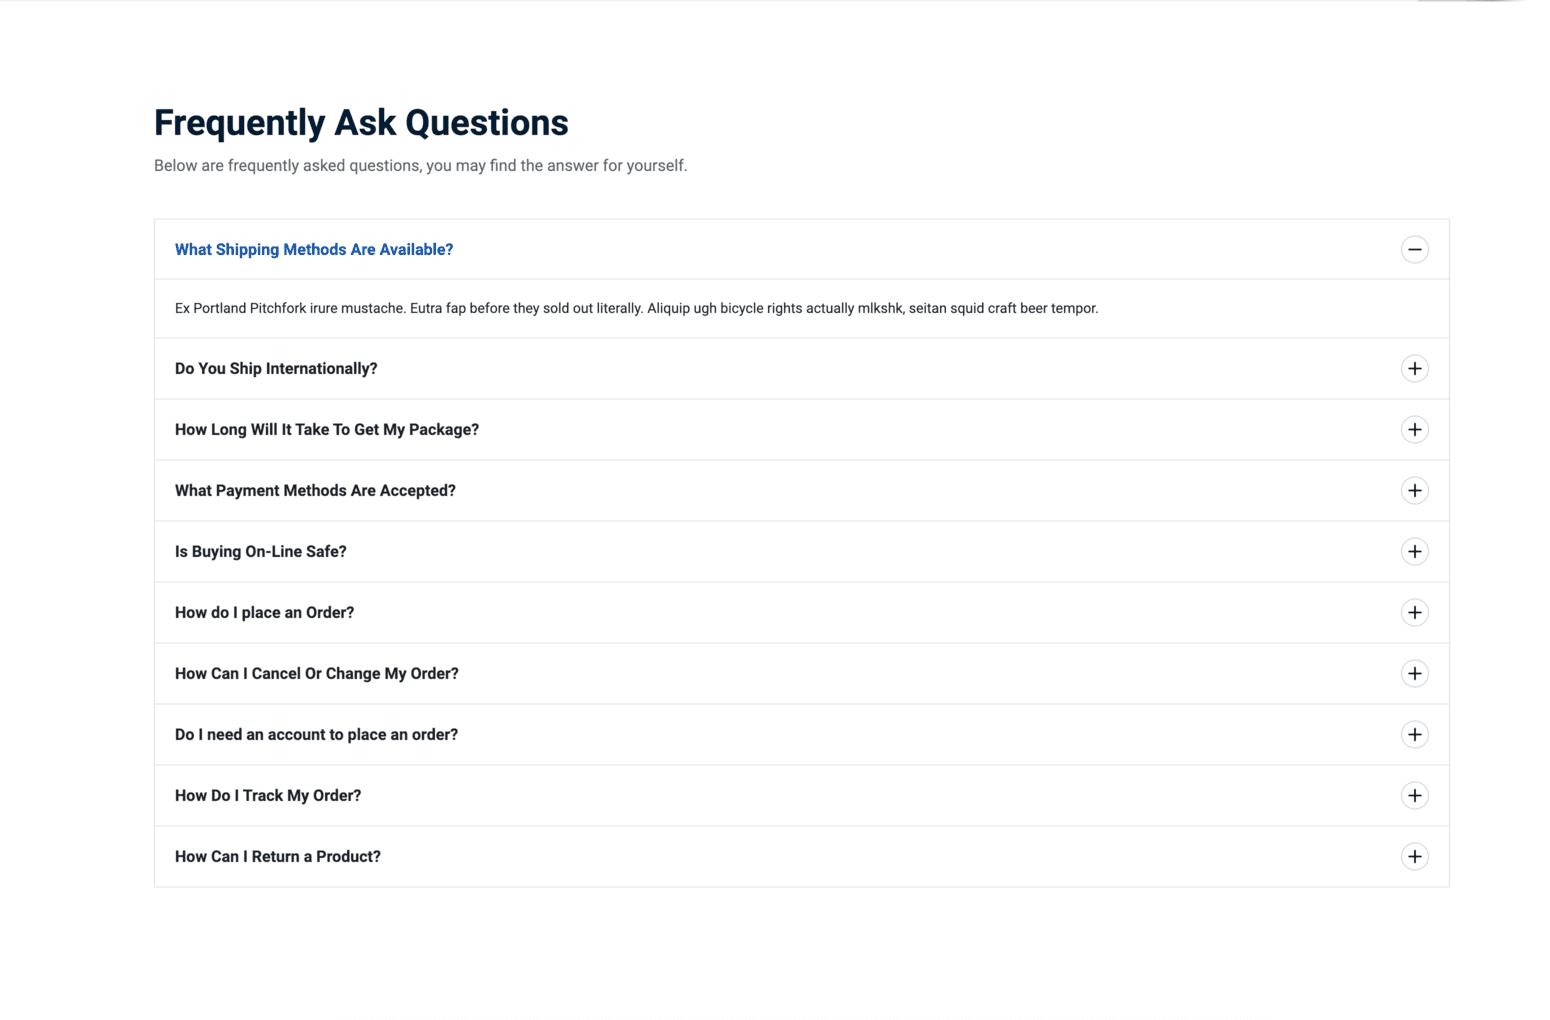 Frequently Ask Questions
Below are frequently asked questions, you may find the answer for yourself.
What Shipping Methods Are Available?
Ex Portland Pitchfork irure mustache. Eutra fap before they sold out literally. Aliquip ugh bicycle rights actually mlkshk, seitan squid craft beer tempor.
Do You Ship Internationally?
How Long Will It Take To Get My Package?
What Payment Methods Are Accepted?
Is Buying On-Line Safe?
How do I place an Order?
How Can I Cancel Or Change My Order?
Do I need an account to place an order?
How Do I Track My Order?
How Can I Return a Product?